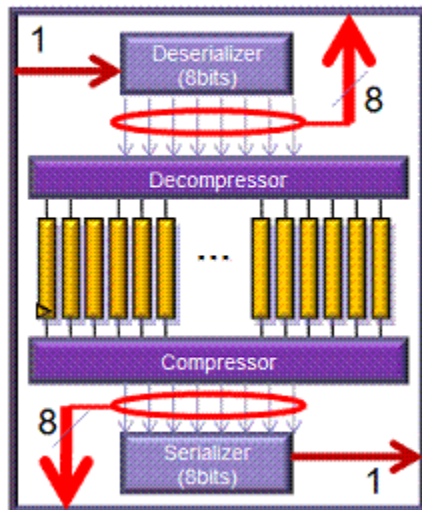 1
Deserializer
(8bits)
8
Decompressor
...
Compressor
8
Serializer
(8bits)
1